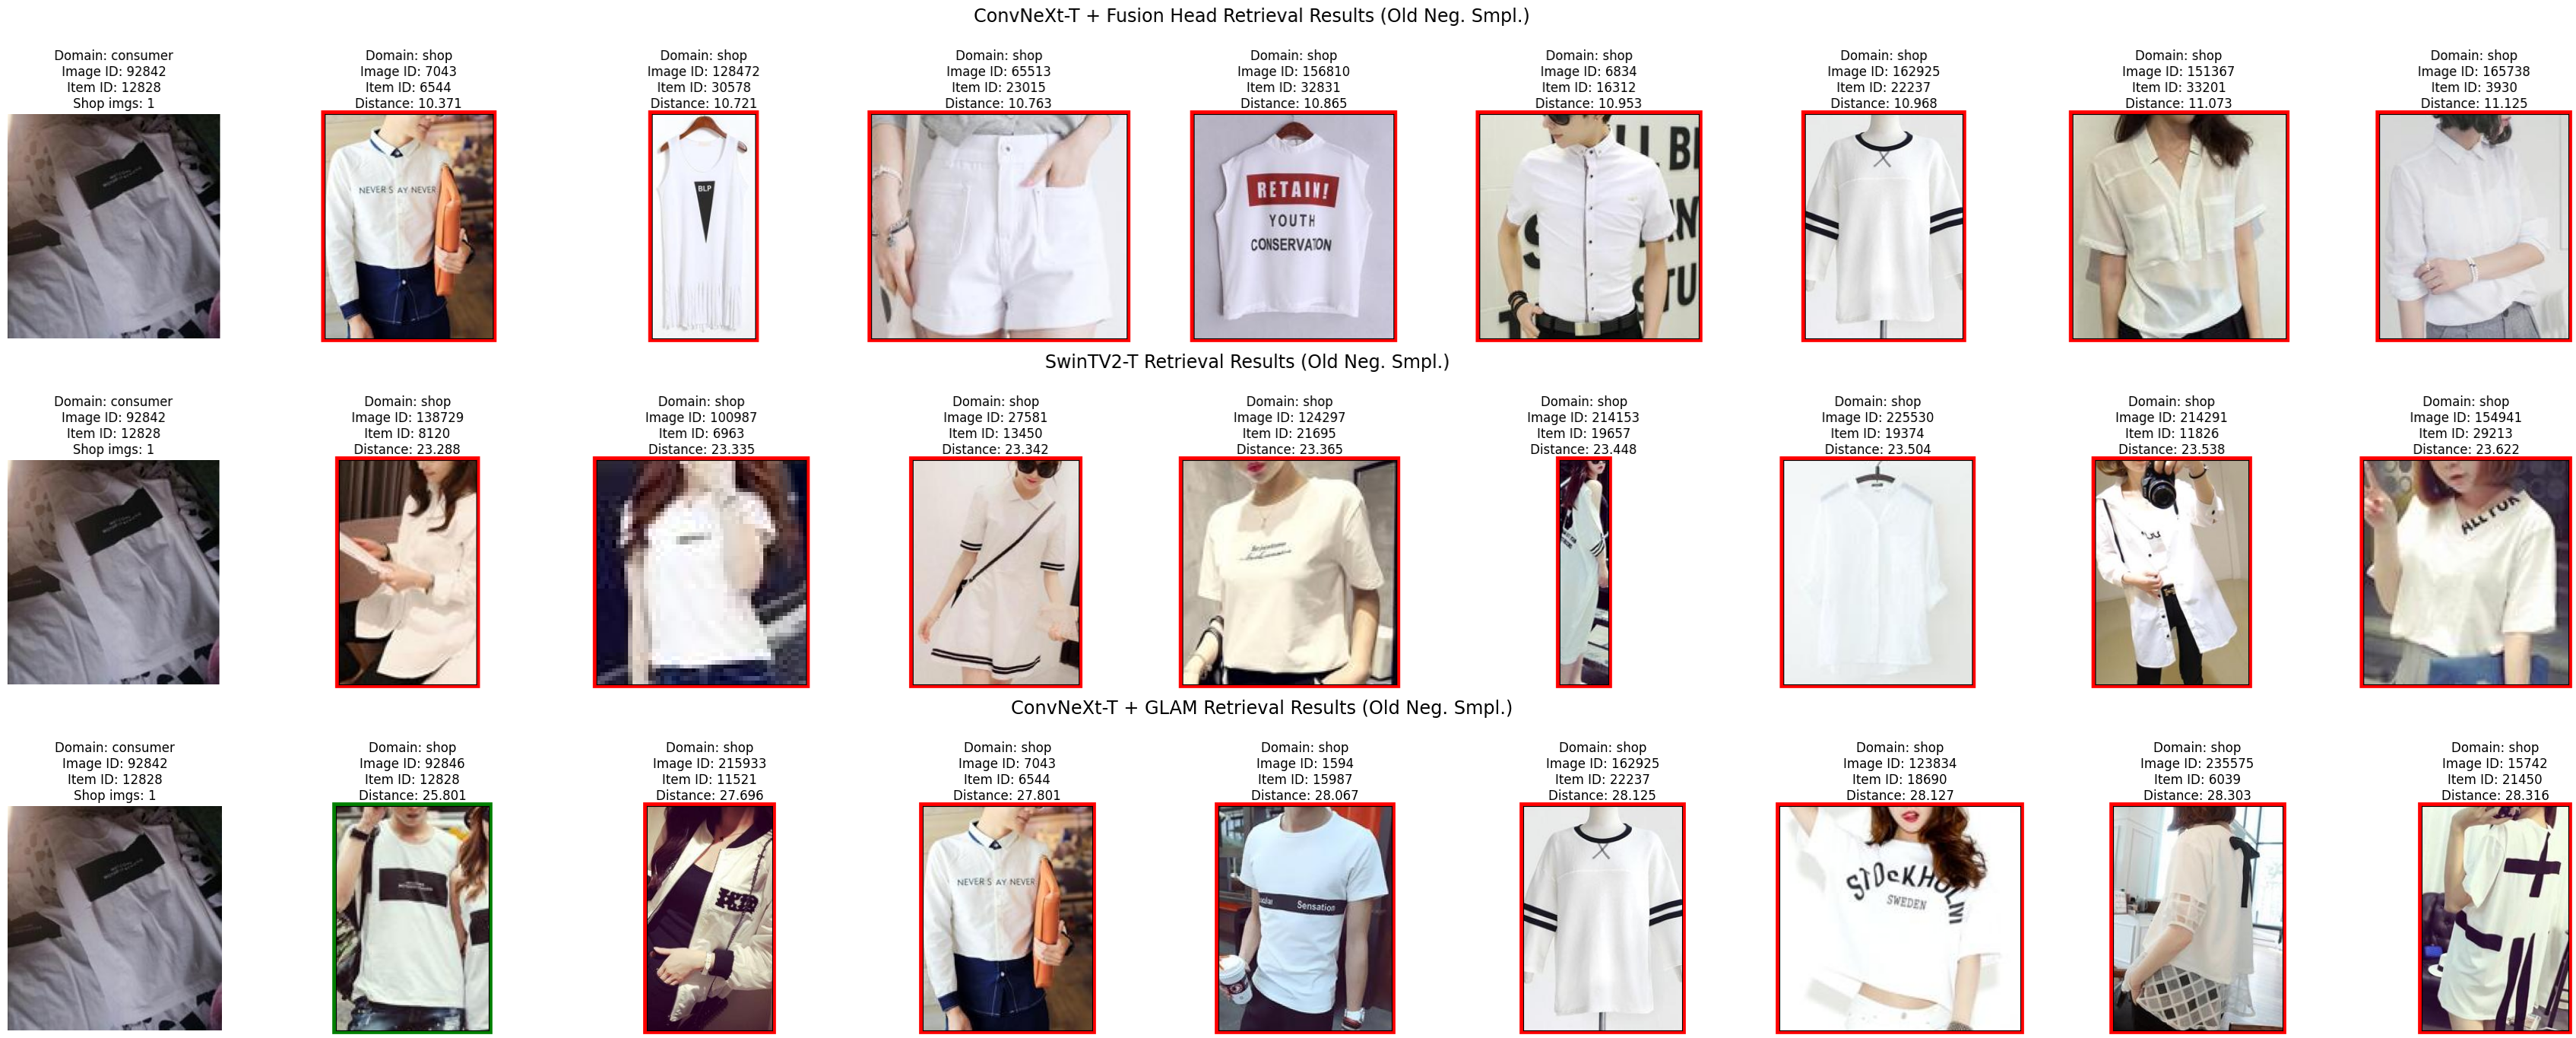 ConvNeXt-T + Fusion Head Retrieval Results (Old Neg. Smpl.)
Domain: consumer
Image ID: 92842
Item ID: 12828
Shop imgs: 1
Domain: shop
Image ID: 7043
Item ID: 6544
Distance: 10.371
NEVER S AY NEVER
Domain: shop
Image ID: 128472
Item ID: 30578
Distance: 10.721
BLP
Domain: shop
Image ID: 65513
Item ID: 23015
Distance: 10.763
Domain: shop
Image ID: 156810
Item ID: 32831
Distance: 10.865
RETAIN!
YOUTH
CONSERVATON
Domain: shop
Image ID: 6834
Item ID: 16312
Distance: 10.953
Domain: shop
Image ID: 162925
Item ID: 22237
Distance: 10.968
Domain: shop
Image ID: 151367
Item ID: 33201
Distance: 11.073
Domain: shop
Image ID: 165738
Item ID: 3930
Distance: 11.125
SwinTV2-T Retrieval Results (Old Neg. Smpl.)
Domain: consumer
Image ID: 92842
Item ID: 12828
Shop imgs: 1
Domain: shop
Image ID: 138729
Item ID: 8120
Distance: 23.288
Domain: shop
Image ID: 100987
Item ID: 6963
Distance: 23.335
Domain: shop
Image ID: 27581
Item ID: 13450
Distance: 23.342
Domain: shop
Image ID: 124297
Item ID: 21695
Distance: 23.365
Domain: shop
Image ID: 214153
Item ID: 19657
Distance: 23.448
Domain: shop
Image ID: 225530
Item ID: 19374
Distance: 23.504
Domain: shop
Image ID: 214291
Item ID: 11826
Distance: 23.538
Domain: shop
Image ID: 154941
Item ID: 29213
Distance: 23.622
ConvNeXt-T + GLAM Retrieval Results (Old Neg. Smpl.)
Domain: consumer
Image ID: 92842
Item ID: 12828
Shop imgs: 1
Domain: shop
Image ID: 92846
Item ID: 12828
Distance: 25.801
Domain: shop
Image ID: 215933
Item ID: 11521
Distance: 27.696
Domain: shop
Image ID: 7043
Item ID: 6544
Distance: 27.801
NEVER S AY NEVER
Domain: shop
Image ID: 1594
Item ID: 15987
Distance: 28.067
Sensation
Domain: shop
Image ID: 162925
Item ID: 22237
Distance: 28.125
Domain: shop
Image ID: 123834
Item ID: 18690
Distance: 28.127
STOCKHOLM
SWEDEN
Domain: shop
Image ID: 235575
Item ID: 6039
Distance: 28.303
Domain: shop
Image ID: 15742
Item ID: 21450
Distance: 28.316